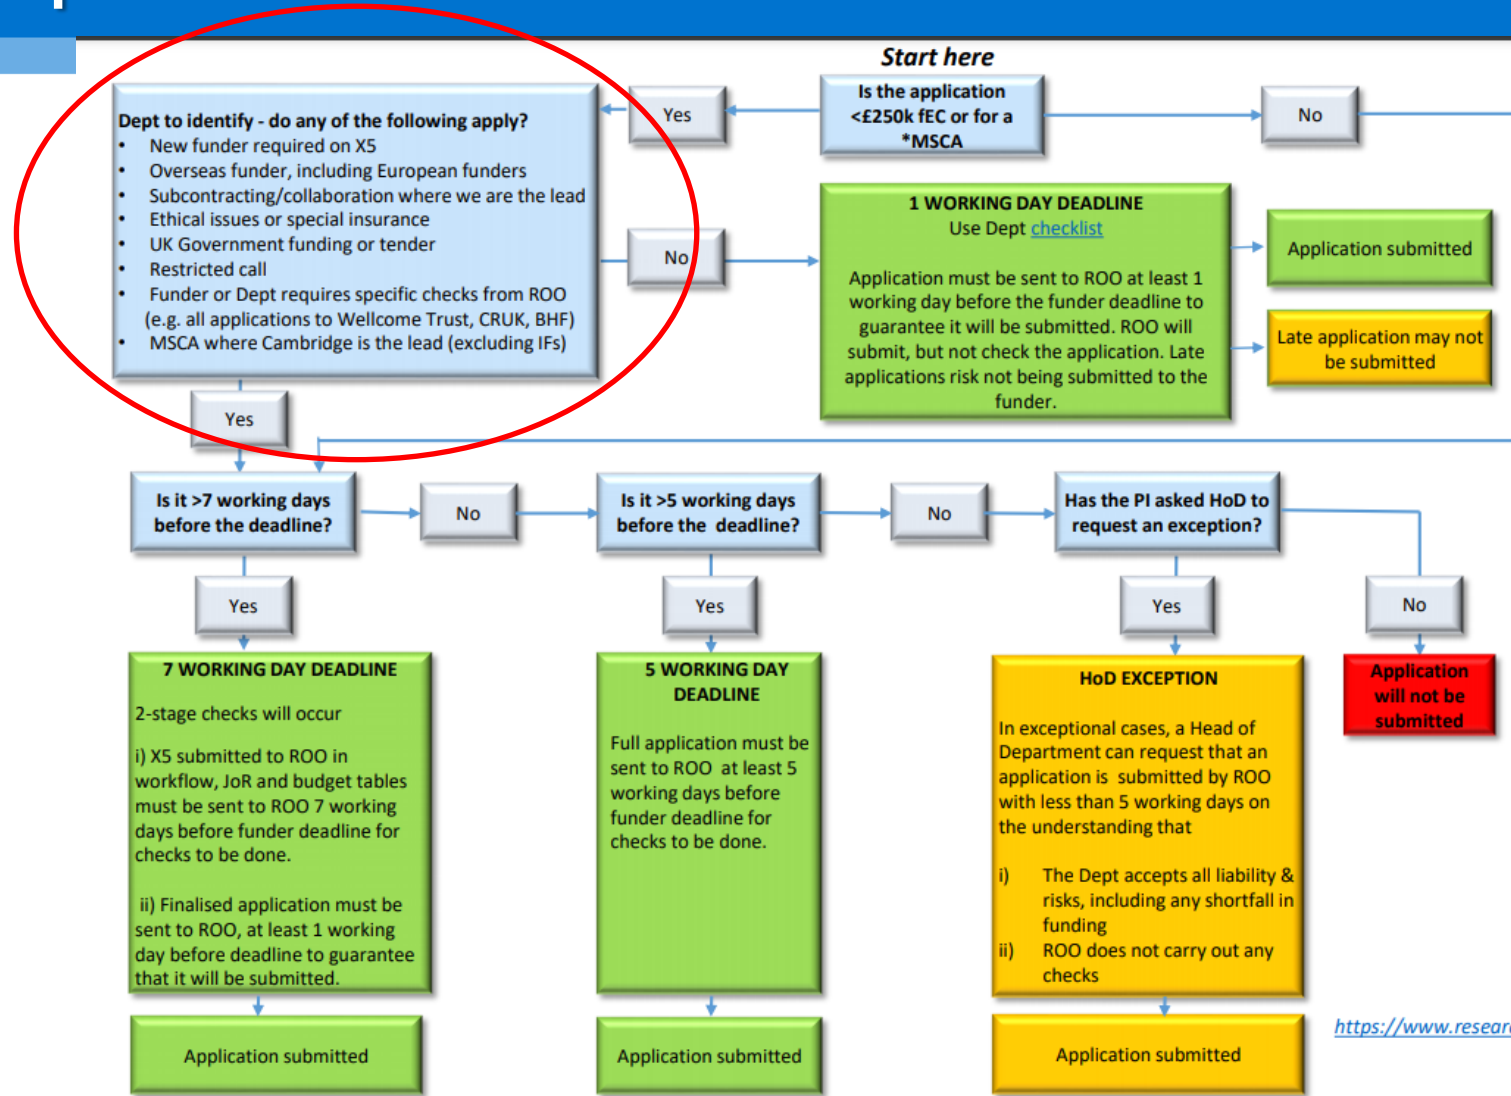 Start here
Is the application
<£250k fEC or for a
*MSCA
Yes
No
Dept to identify - do any of the following apply?
• New funder required on X5
• Overseas funder, including European funders
• Subcontracting/collaboration where we are the lead
• Ethical issues or special insurance
• UK Government funding or tender
• Restricted call
• Funder or Dept requires specific checks from ROO
(e.g. all applications to Wellcome Trust, CRUK, BHF)
• MSCA where Cambridge is the lead (excluding IFs)
No
1 WORKING DAY DEADLINE
Use Dept checklist
Application must be sent to ROO at least 1
working day before the funder deadline to
guarantee it will be submitted. ROO will
submit, but not check the application. Late
applications risk not being submitted to the
funder.
Application submitted
Late application may not
be submitted
Yes
Is it >7 working days
before the deadline?
No
Is it >5 working days
before the deadline?
No
Has the PI asked HoD to
request an exception?
Yes
Yes
Yes
No
7 WORKING DAY DEADLINE
2-stage checks will occur
i) X5 submitted to ROO in
workflow, JoR and budget tables
must be sent to ROO 7 working
days before funder deadline for
checks to be done.
ii) Finalised application must be
sent to ROO, at least 1 working
day before deadline to guarantee
that it will be submitted.
5 WORKING DAY
DEADLINE
Full application must be
sent to ROO at least 5
working days before
funder deadline for
checks to be done.
HoD EXCEPTION
In exceptional cases, a Head of
Department can request that an
application is submitted by ROO
with less than 5 working days on
the understanding that
i) The Dept accepts all liability &
risks, including any shortfall in
funding
ii) ROO does not carry out any
checks
Application
will not be
submitted
Application submitted
Application submitted
Application submitted
https://www.resear